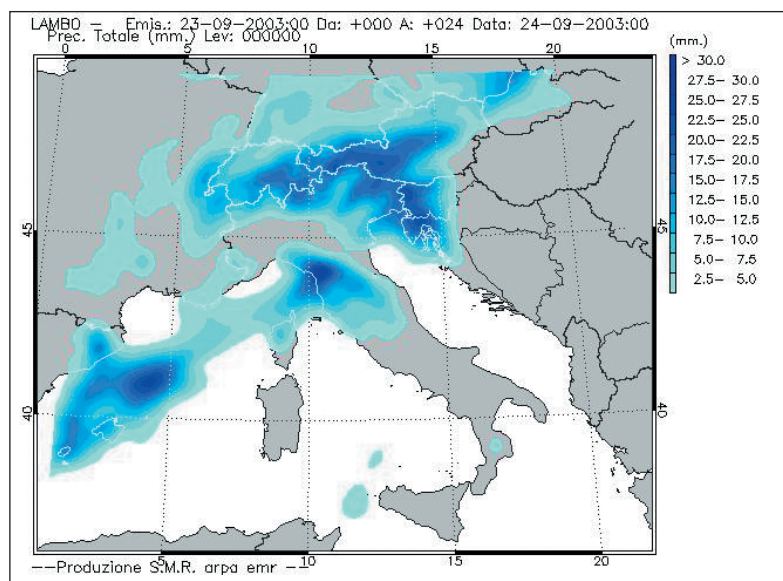 LAMBO - Emis.: 23-09-2003:00 Da: +000 A: +024 Data: 24-09-2003:00
Prec. Totale (mm.) Lev: 000000
0 5 10 15 20
(mm.)
> 30.0
27.5- 30.0
25.0- 27.5
22.5- 25.0
20.0- 22.5
17.5- 20.0
15.0- 17.5
12.5- 15.0
10.0- 12.5
7.5- 10.0
5.0- 7.5
2.5- 5.0
45 45
40 40
5 10 15 20
--Produzione S.M.R. arpa emr --